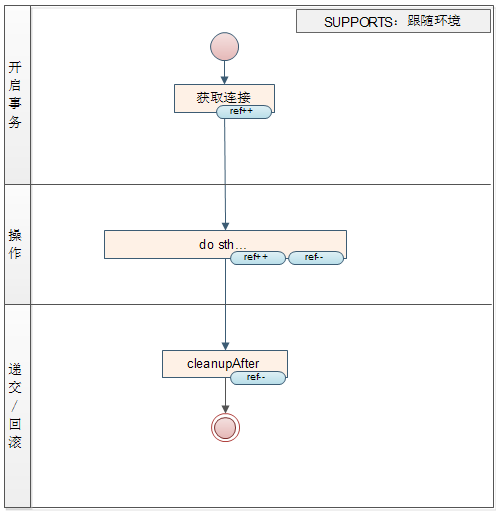 SUPPORTS：跟随环境
开启事务
获取连接
ref++
操作
do sth...
ref++
ref--
递交/回滚
cleanupAfter
ref--